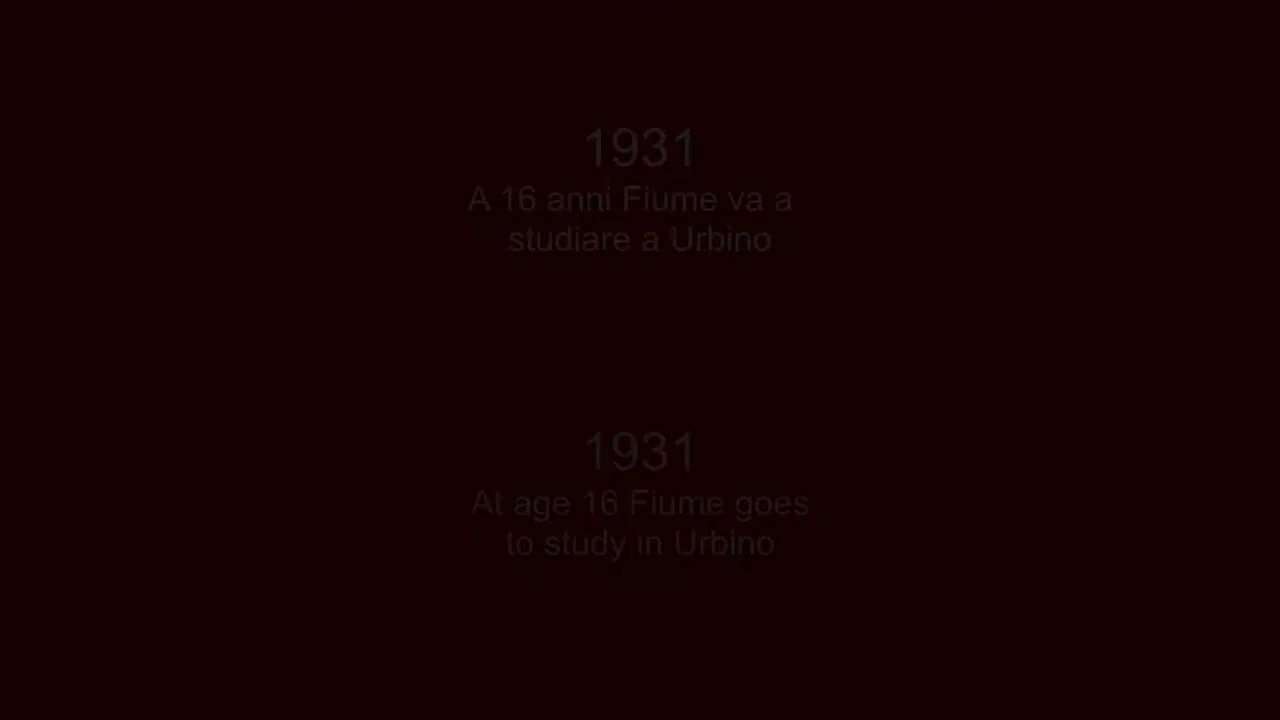 1931
A 16 anni Fiume va a
studiare a Urbino
1931
At age 16 Fiume goes
to study in Urbino